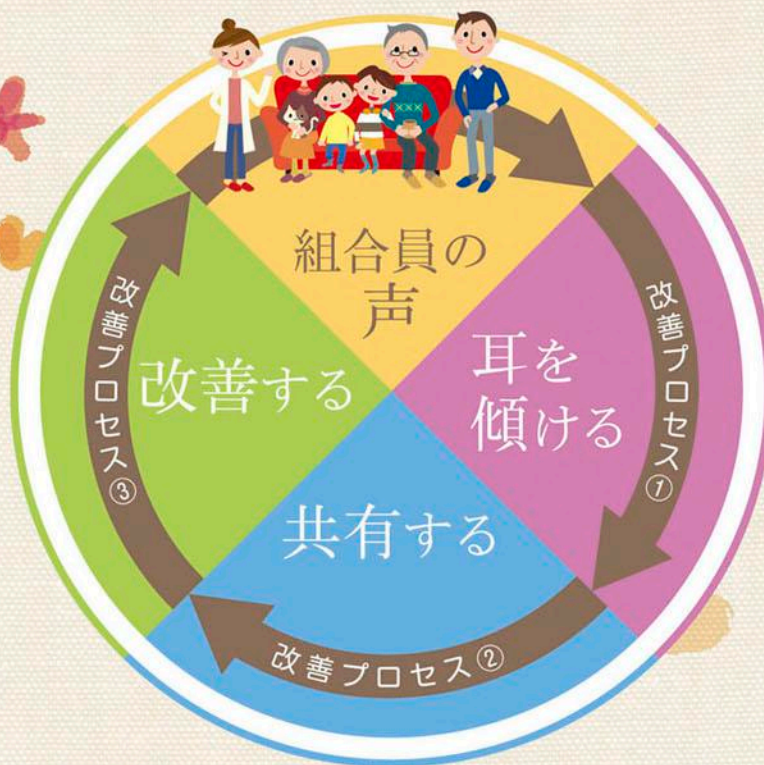 組合員の
声
耳を
傾ける
改善プロセス①
共有する
改善プロセス②
改善する
改善プロセス③